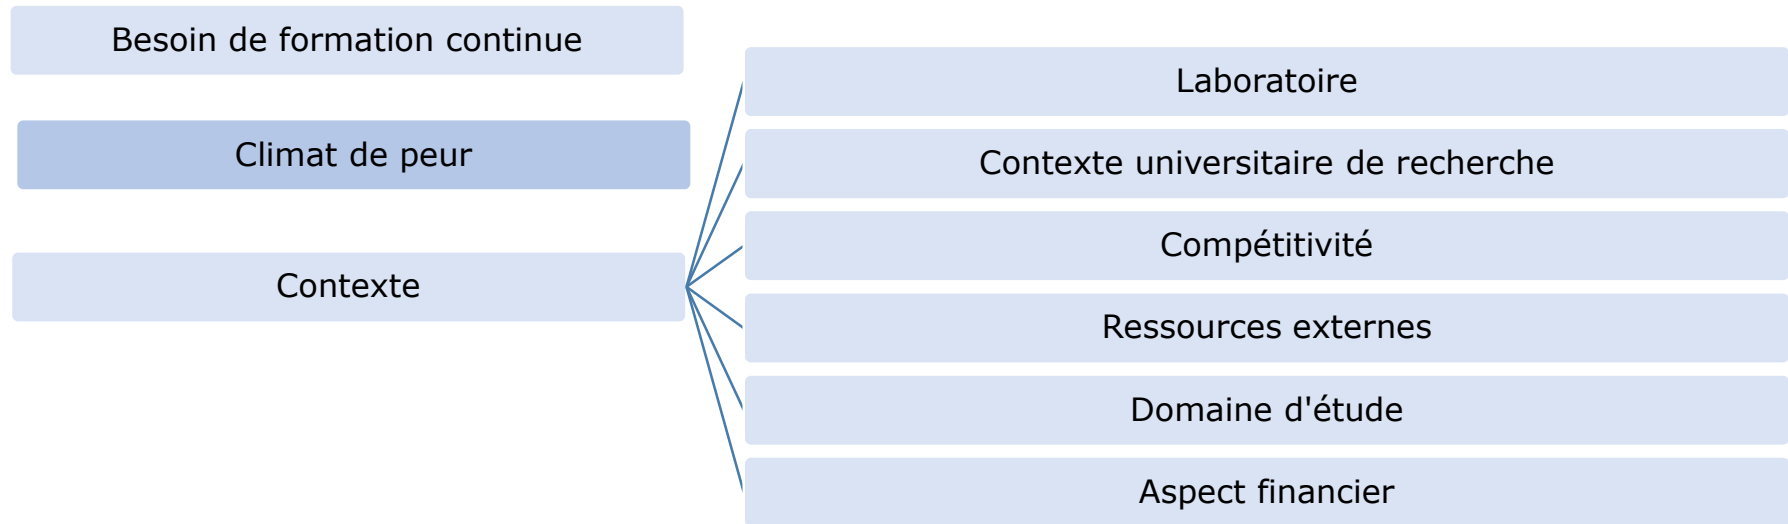 Besoin de formation continue
Climat de peur
Contexte
Laboratoire
Contexte universitaire de recherche
Compétitivité
Ressources externes
Domaine d'étude
Aspect financier